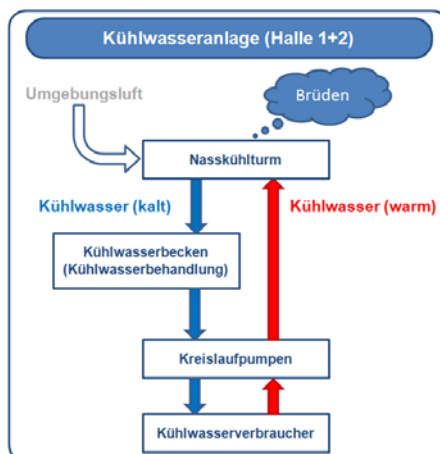 Kühlwasseranlage (Halle 1+2)
Umgebungsluft
Brüden
Nasskühlturm
Kühlwasser (kalt)
Kühlwasser (warm)
Kühlwasserbecken
(Kühlwasserbehandlung)
Kreislaufpumpen
Kühlwasserverbraucher